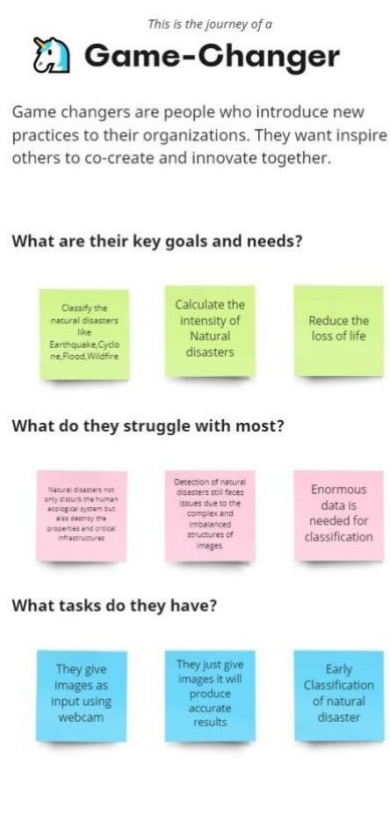 This is the journey of a
Game-Changer
Game changers are people who introduce new
practices to their organizations. They want inspire
others to co-create and innovate together.
What are their key goals and needs?
Classify the
natural disasters
like
Earthquake,Cyclo
ne,Flood,Wildfire
Calculate the
intensity of
Natural
disasters
Reduce the
loss of life
What do they struggle with most?
Natural disasters not
only disturb the human
ecological system but
also destroy the
properties and critical
infrastructures
Detection of natural
disasters still faces
issues due to the
complex and
imbalanced
structures of
images
Enormous
data is
needed for
classification
What tasks do they have?
They give
images as
input using
webcam
They just give
images it will
produce
accurate
results
Early
Classification
of natural
disaster